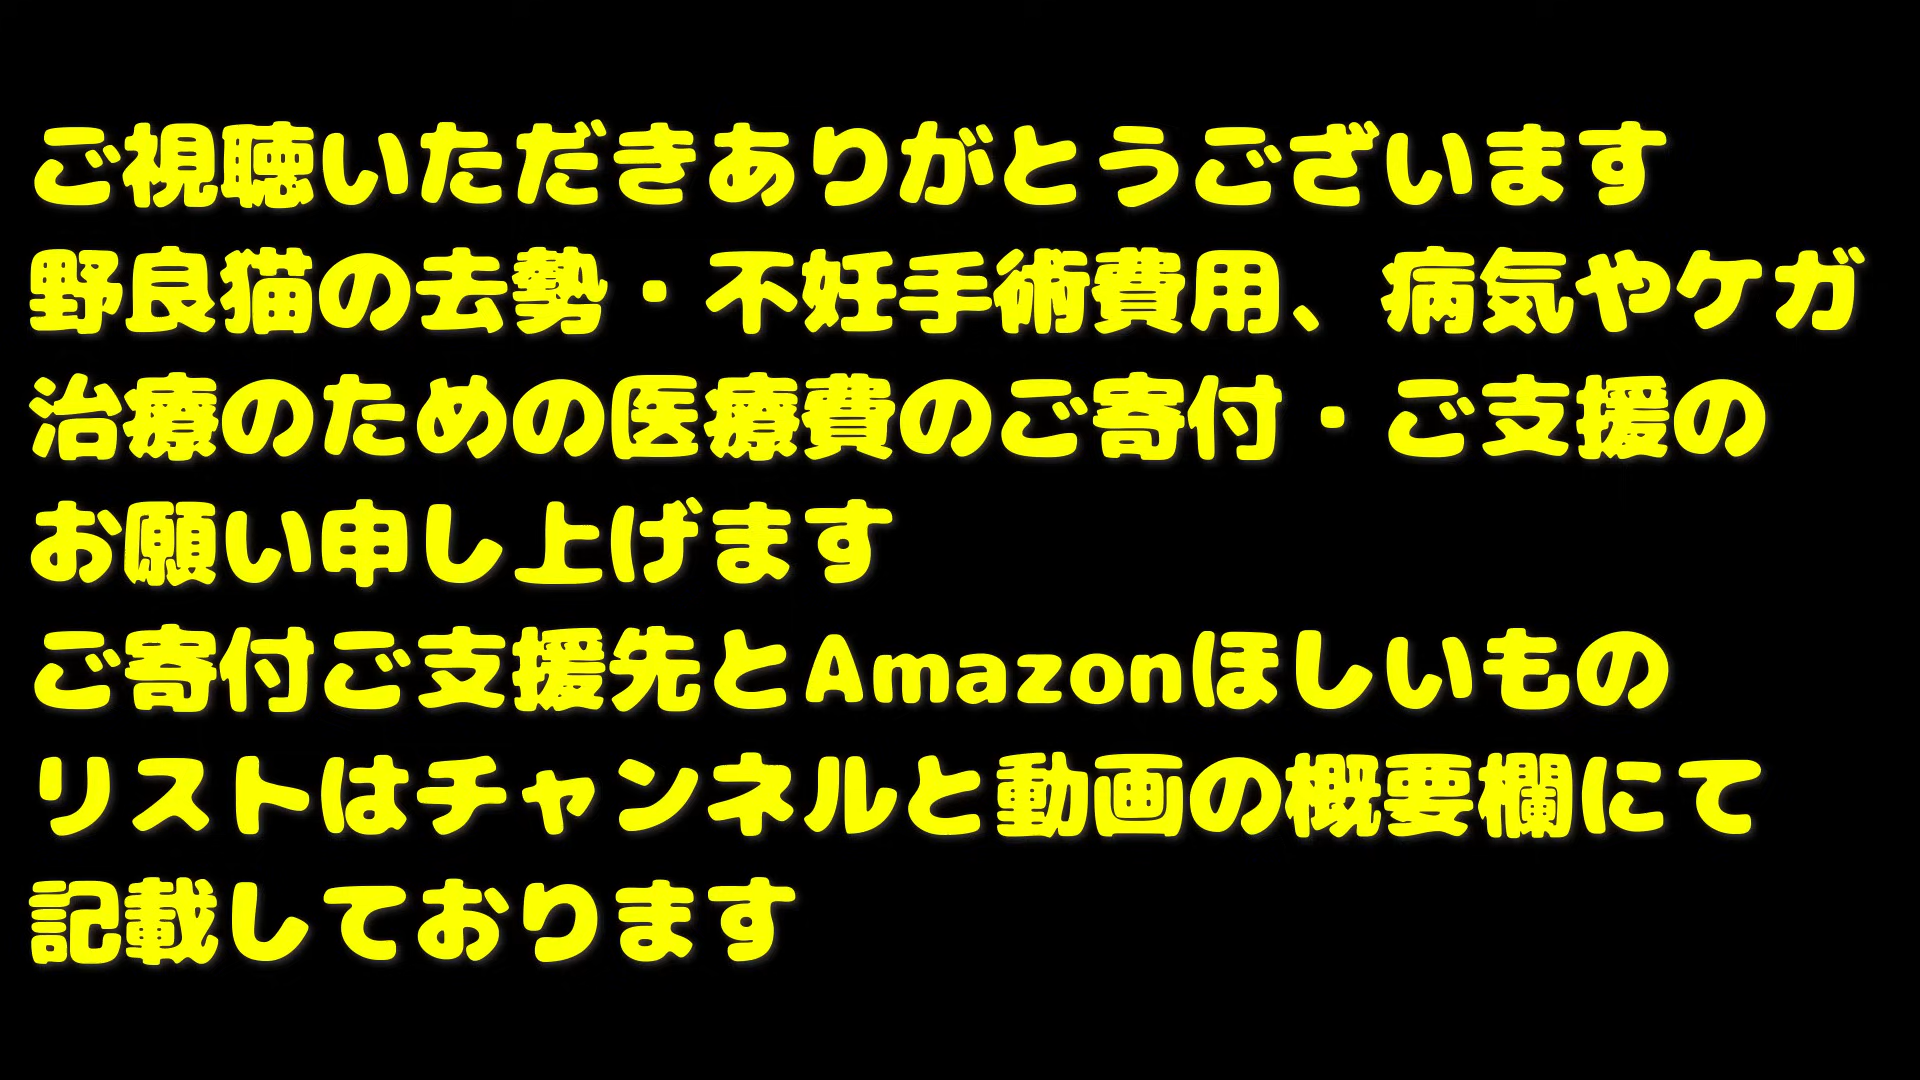 ご視聴いただきありがとうございます
野良猫の去勢・不妊手術費用、病気やケガ
治療のための医療費のご寄付・ご支援の
お願い申し上げます
ご寄付ご支援先とAmazonほしいもの
リストはチャンネルと動画の概要欄にて
記載しております